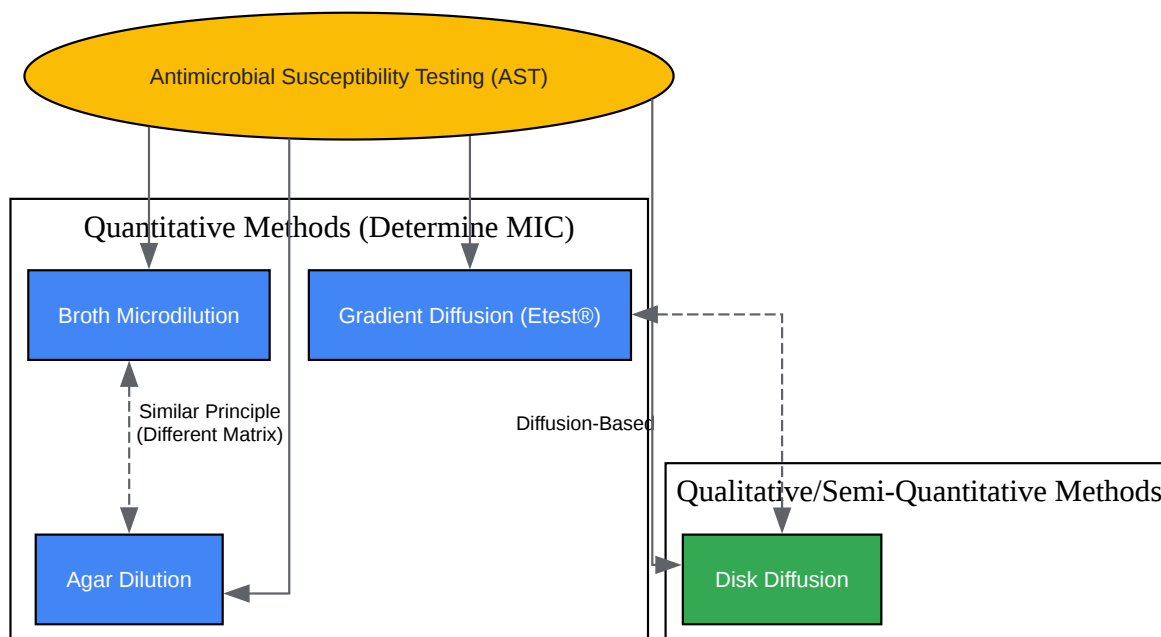 Antimicrobial Susceptibility Testing (AST)
Quantitative Methods (Determine MIC)
Broth Microdilution
Gradient Diffusion (Etest®)
Similar Principle
(Different Matrix)
Diffusion-Based
Qualitative/Semi-Quantitative Methods
Agar Dilution
Disk Diffusion